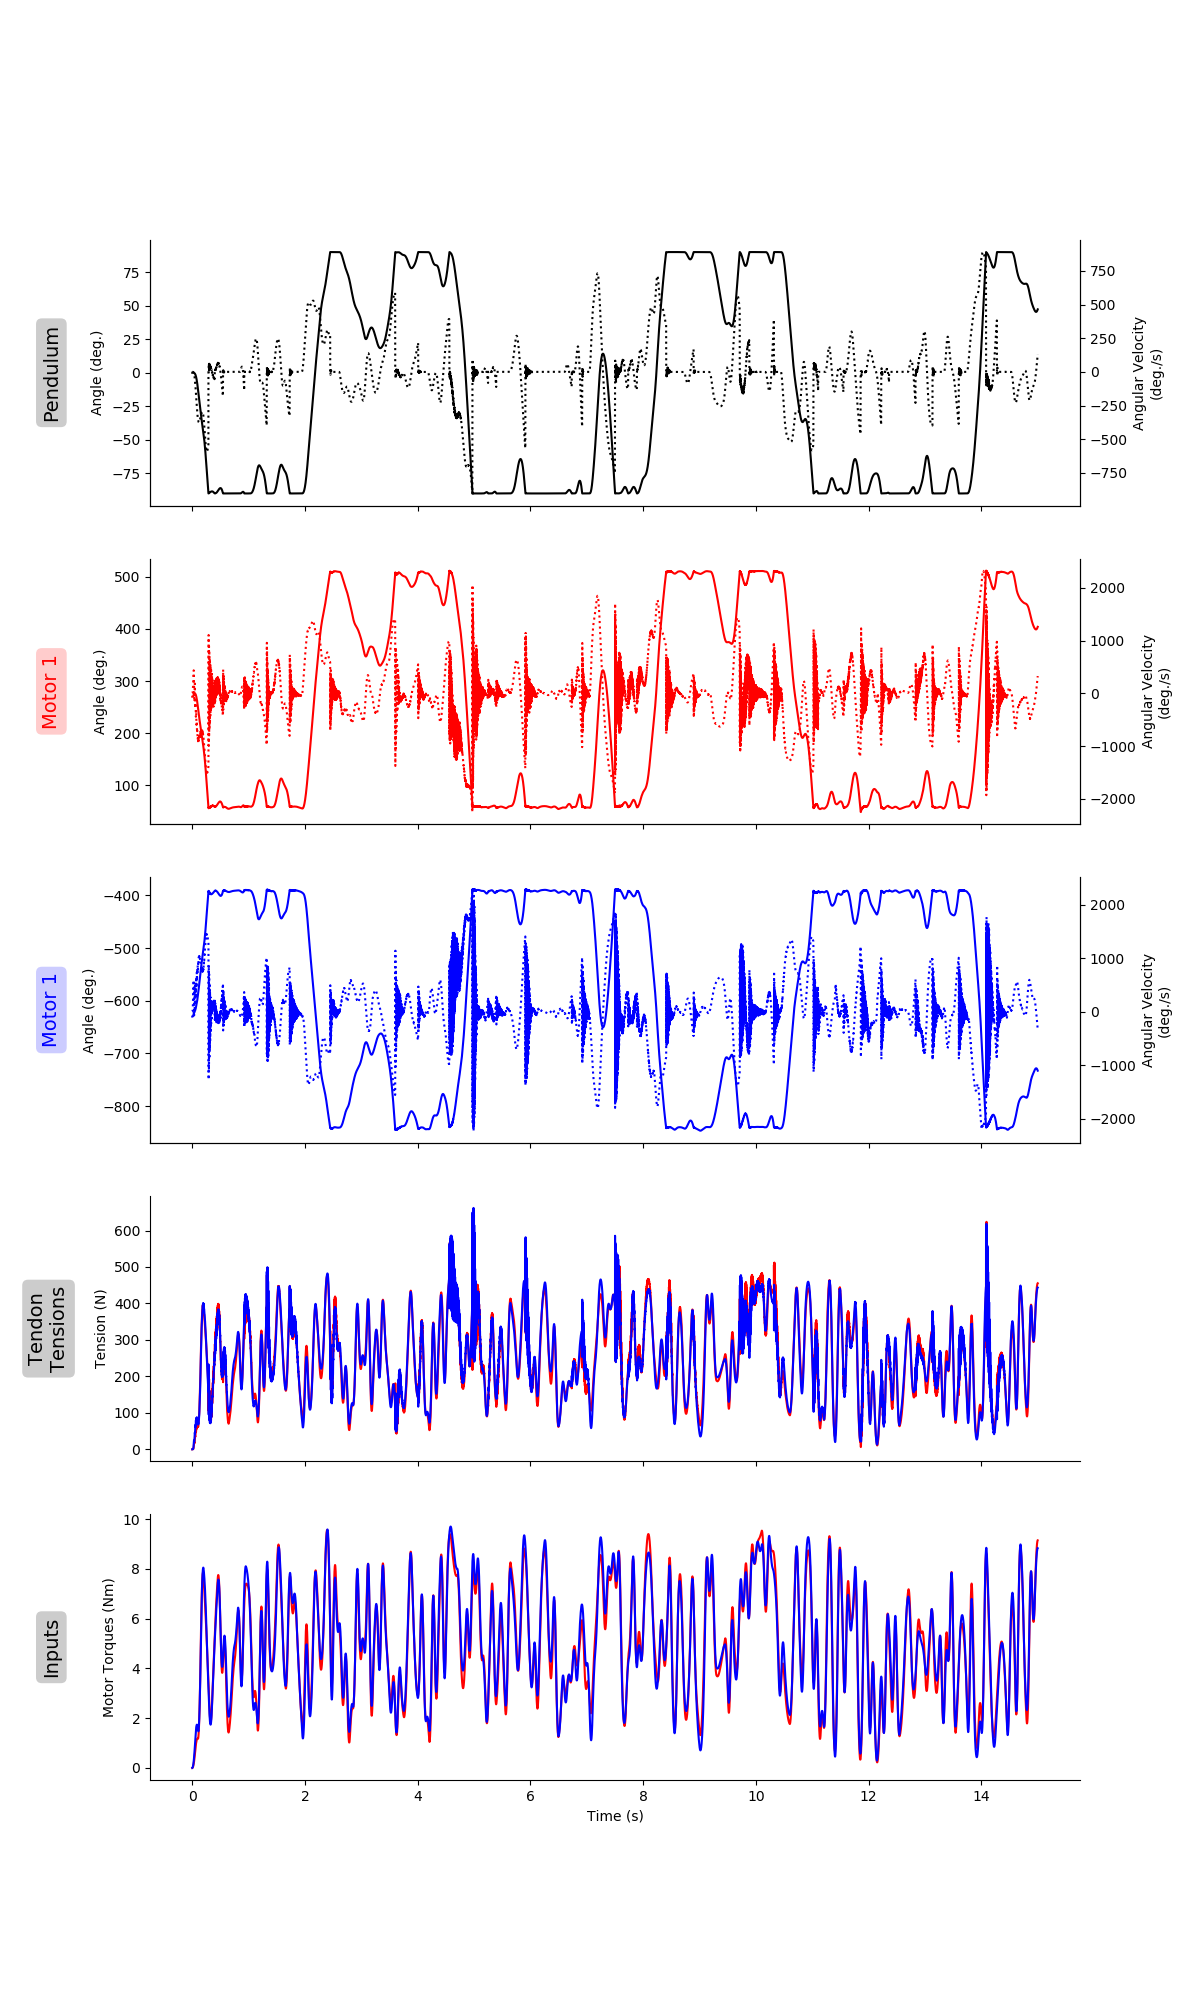 Pendulum
Angle (deg.)
75
50
25
0
−25
−50
−75
750
500
250
0
−250
−500
−750
Angular Velocity
(deg./s)
Motor 1
Angle (deg.)
500
400
300
200
100
2000
1000
0
−1000
−2000
Angular Velocity
(deg./s)
Motor 1
Angle (deg.)
−400
−500
−600
−700
−800
2000
1000
0
−1000
−2000
Angular Velocity
(deg./s)
Tendon
Tensions
Tension (N)
600
500
400
300
200
100
0
Inputs
Motor Torques (Nm)
10
8
6
4
2
0
0 2 4 6 8 10 12 14
Time (s)